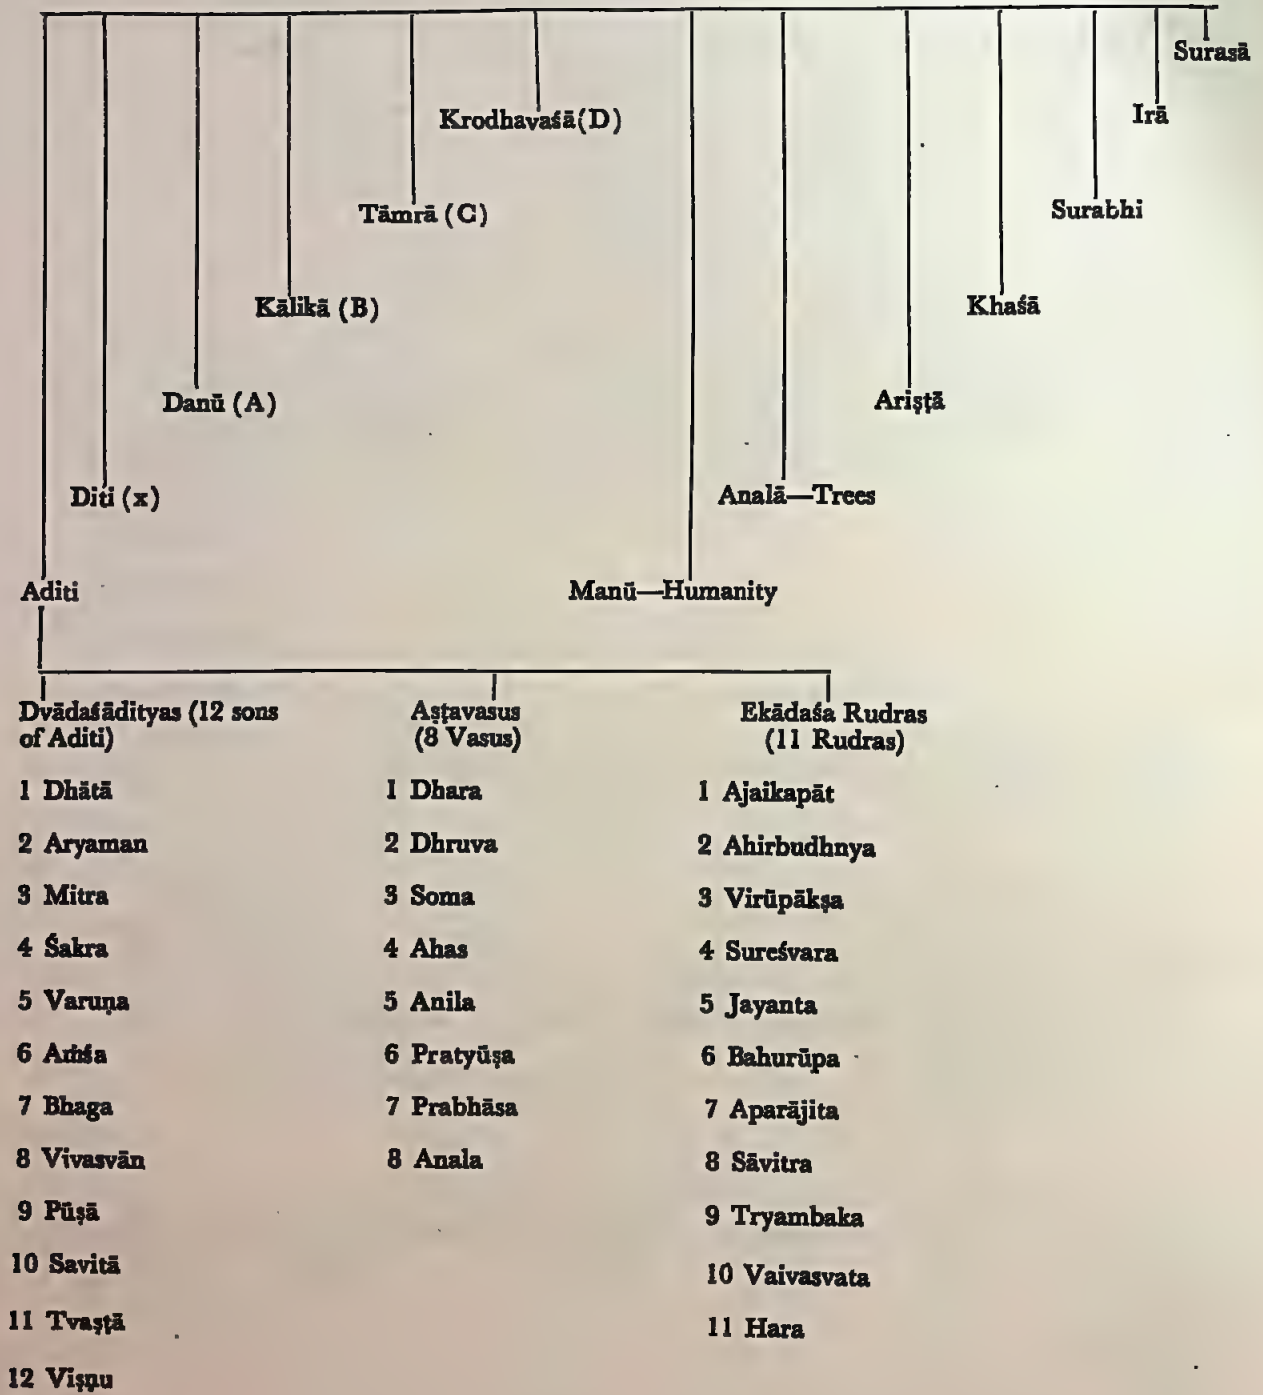 Surasā
Irā
Krodhavaśā(D)
Tāmrā (C)
Surabhi
Kālikā (B)
Khaśā
Danū (A)
Ariṣṭā
Diti (x)
Analā—Trees
Aditi
Manū—Humanity
Dvādaśādityas (12 sons
of Aditi)
1 Dhātā
2 Aryaman
3 Mitra
4 Śakra
5 Varuṇa
6 Aṁśa
7 Bhaga
8 Vivasvān
9 Pūṣā
10 Savitā
11 Tvaṣṭā
12 Viṣṇu
Aṣṭavasus
(8 Vasus)
1 Dhara
2 Dhruva
3 Soma
4 Ahas
5 Anila
6 Pratyūṣa
7 Prabhāsa
8 Anala
Ekādaśa Rudras
(11 Rudras)
1 Ajaikapāt
2 Ahirbudhnya
3 Virūpākṣa
4 Sureśvara
5 Jayanta
6 Bahurūpa
7 Aparājita
8 Sāvitra
9 Tryambaka
10 Vaivasvata
11 Hara